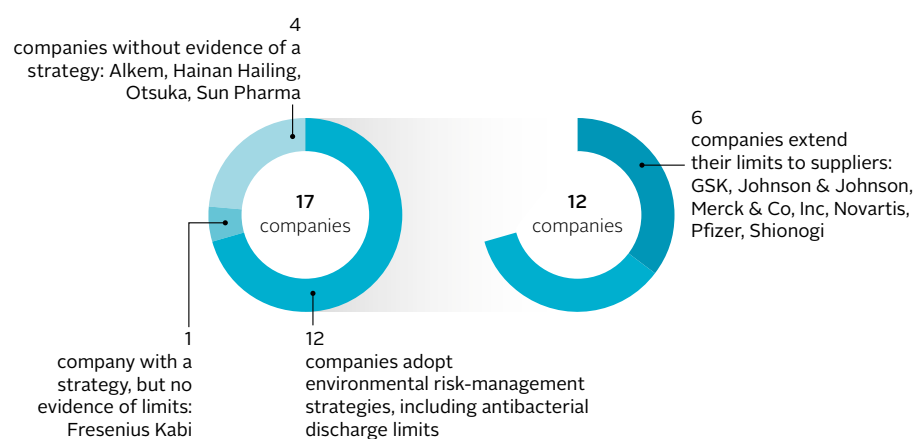 4
companies without evidence of a
strategy: Alkem, Hainan Hailing,
Otsuka, Sun Pharma
17
companies
1
company with a
strategy, but no
evidence of limits:
Fresenius Kabi
12
companies adopt
environmental risk-management
strategies, including antibacterial
discharge limits
12
companies
6
companies extend
their limits to suppliers:
GSK, Johnson & Johnson,
Merck & Co, Inc, Novartis,
Pfizer, Shionogi